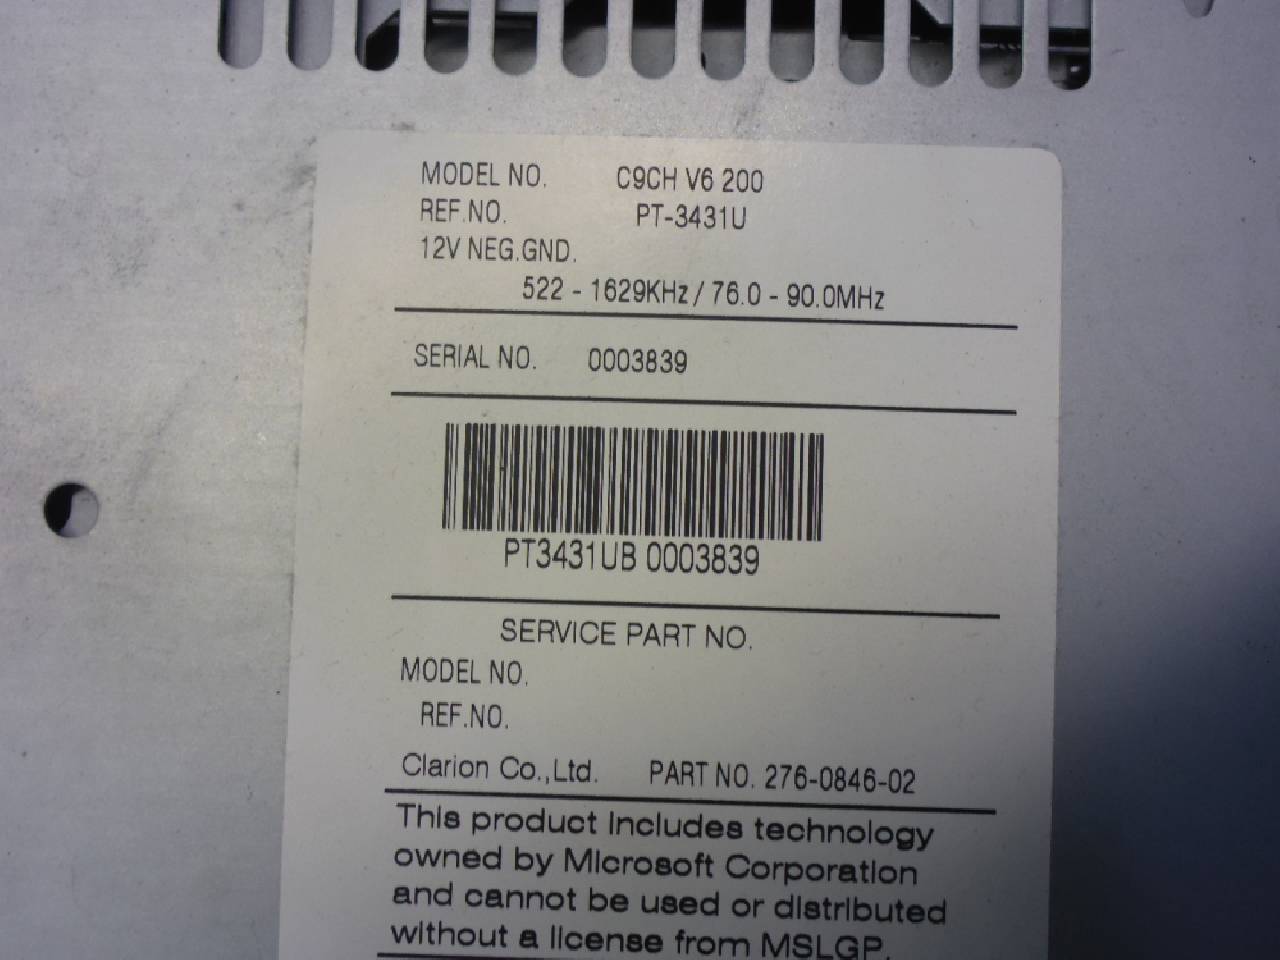 MODEL NO. C9CH V6 200
REF.NO. PT-3431U
12V NEG.GND.
522 - 1629KHz / 76.0 - 90.0MHz
SERIAL NO. 0003839
PT3431UB 0003839
SERVICE PART NO.
MODEL NO.
REF.NO.
Clarion Co.,Ltd. PART NO. 276-0846-02
This product includes technology
owned by Microsoft Corporation
and cannot be used or distributed
without a license from MSLGP.